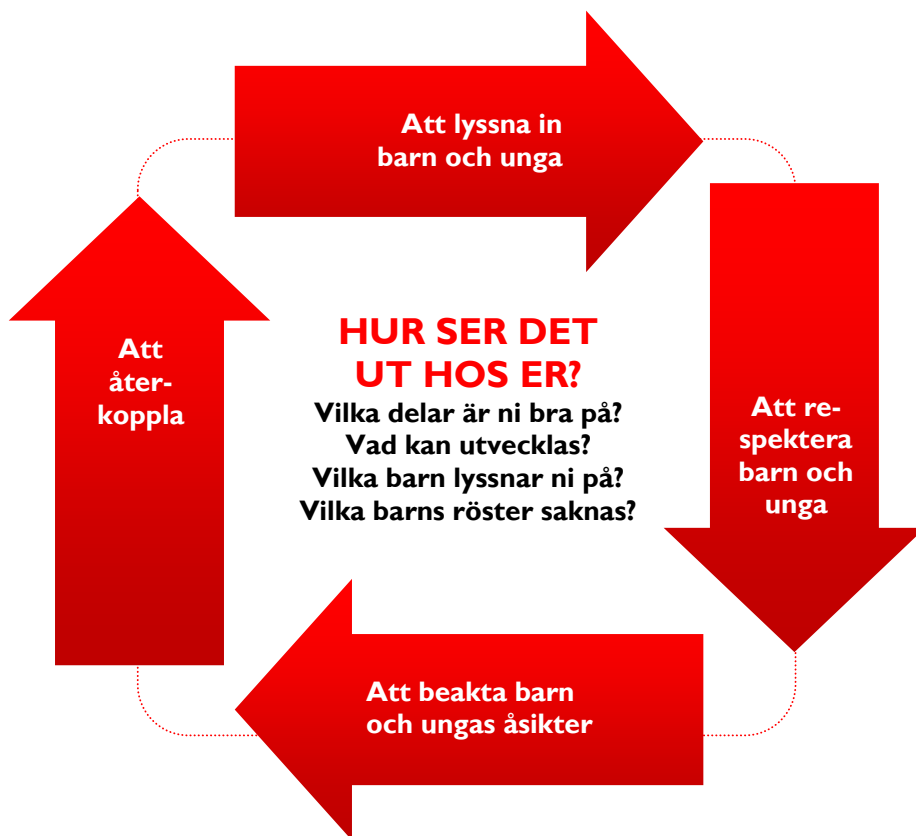 Att lyssna in
barn och unga
Att re-
spektera
barn och
unga
Att beakta barn
och ungas åsikter
Att
åter-
koppla
HUR SER DET
UT HOS ER?
Vilka delar är ni bra på?
Vad kan utvecklas?
Vilka barn lyssnar ni på?
Vilka barns röster saknas?